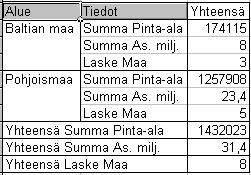 Alue Tiedot Yhteensä
Baltian maa Summa Pinta-ala 174115
Summa As. milj. 8
Laske Maa 3
Pohjoismaa Summa Pinta-ala 1257908
Summa As. milj. 23,4
Laske Maa 5
Yhteensä Summa Pinta-ala 1432023
Yhteensä Summa As. milj. 31,4
Yhteensä Laske Maa 8